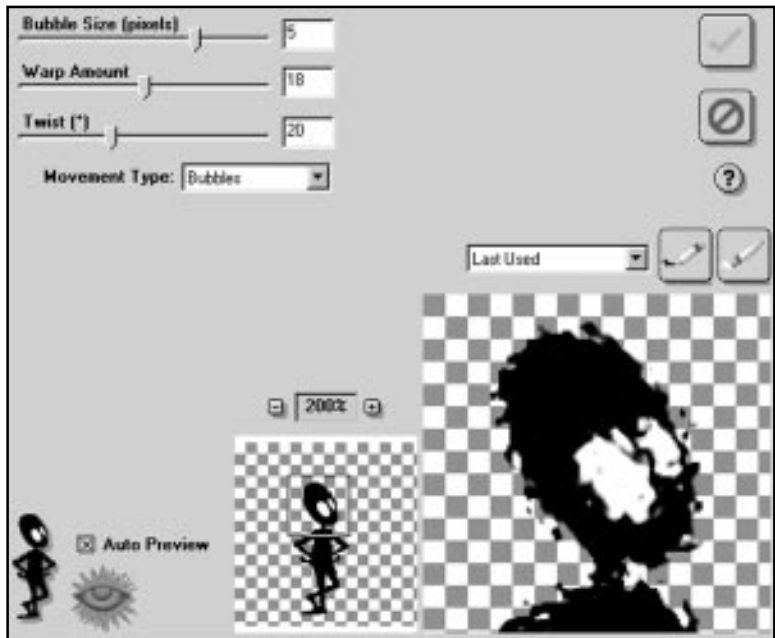 Bubble Size (pixels)
5
Warp Amount
18
Twist (°)
20
Movement Type: Bubbles
?
Last Used
200%
Auto Preview